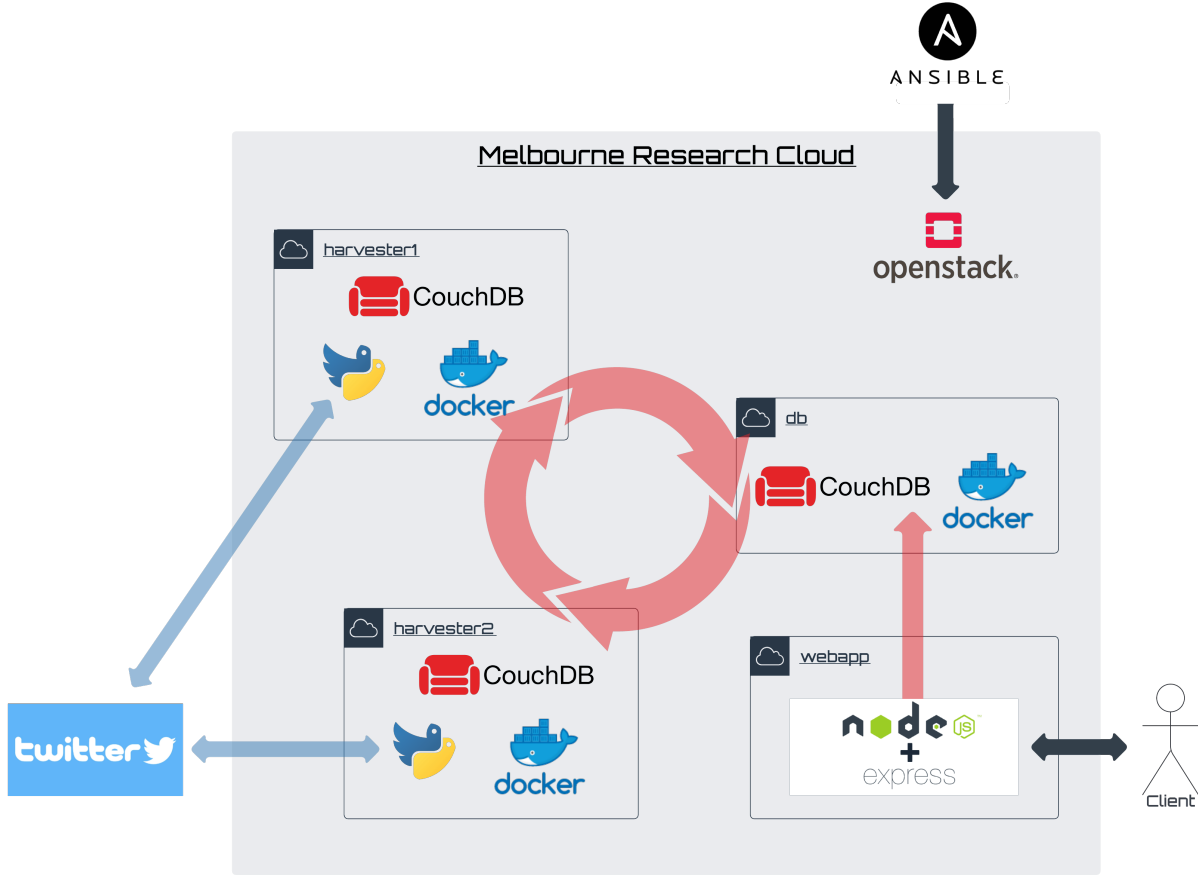 ANSIBLE
Melbourne Research Cloud
openstack.
harvester1
CouchDB
docker
db
CouchDB
docker
harvester2
CouchDB
docker
webapp
node JS™
+
express
twitter
Client